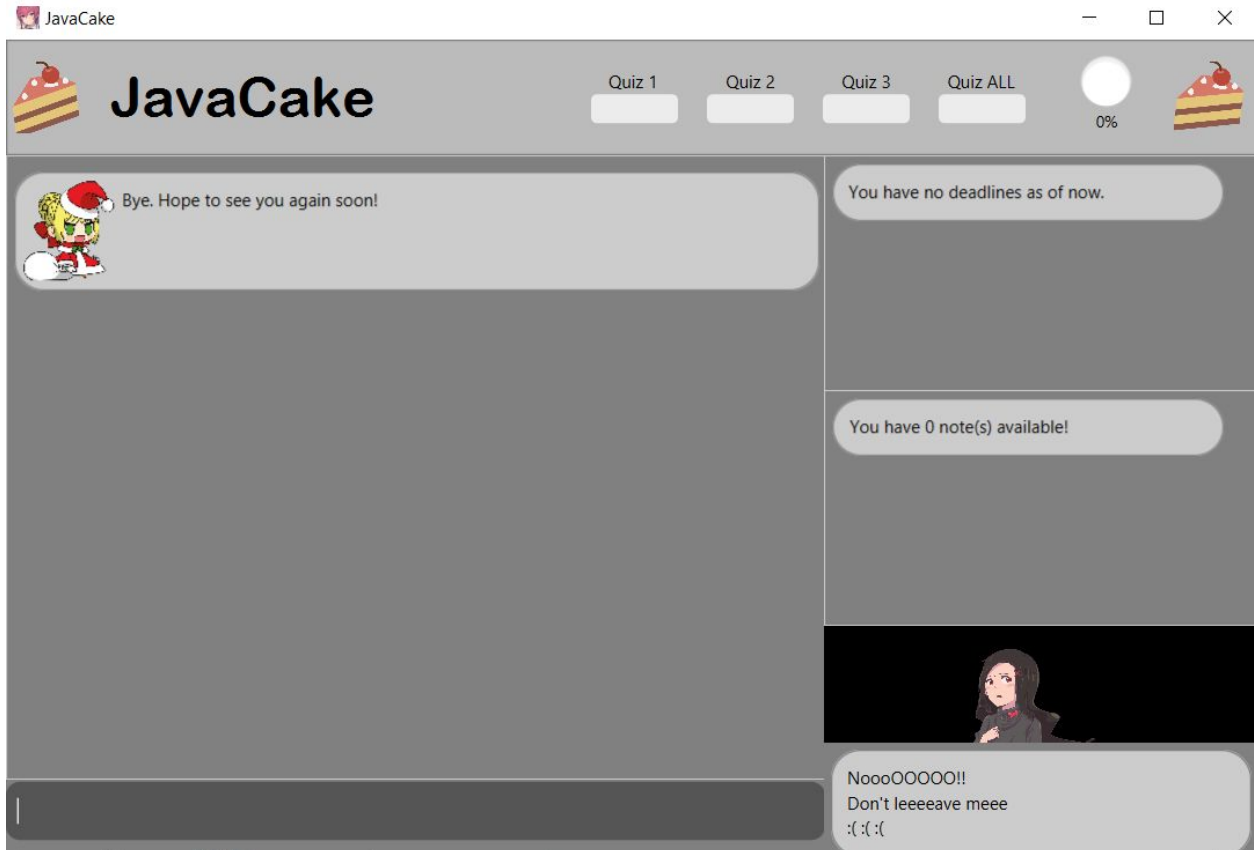 JavaCake
JavaCake
Quiz 1
Quiz 2
Quiz 3
Quiz ALL
0%
Bye. Hope to see you again soon!
You have no deadlines as of now.
You have 0 note(s) available!
NoooOOOOO!!
Don't leeeeave meee
:( :( :(